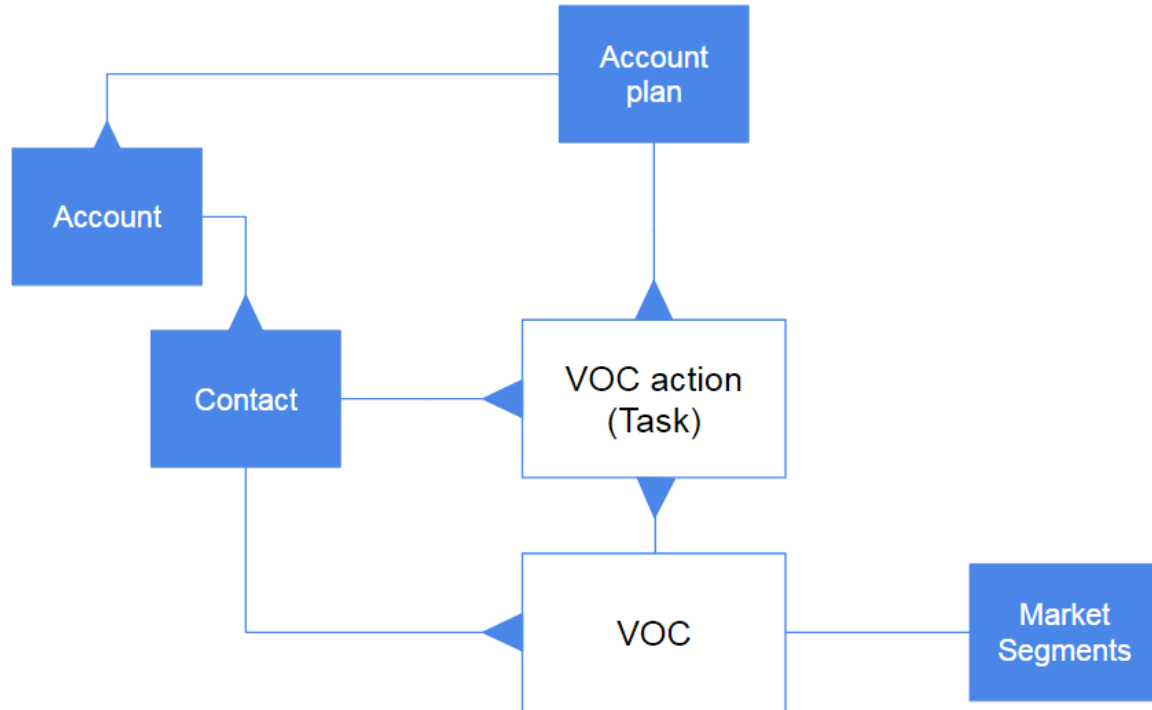 Account
plan
Account
Contact
VOC action
(Task)
VOC
Market
Segments